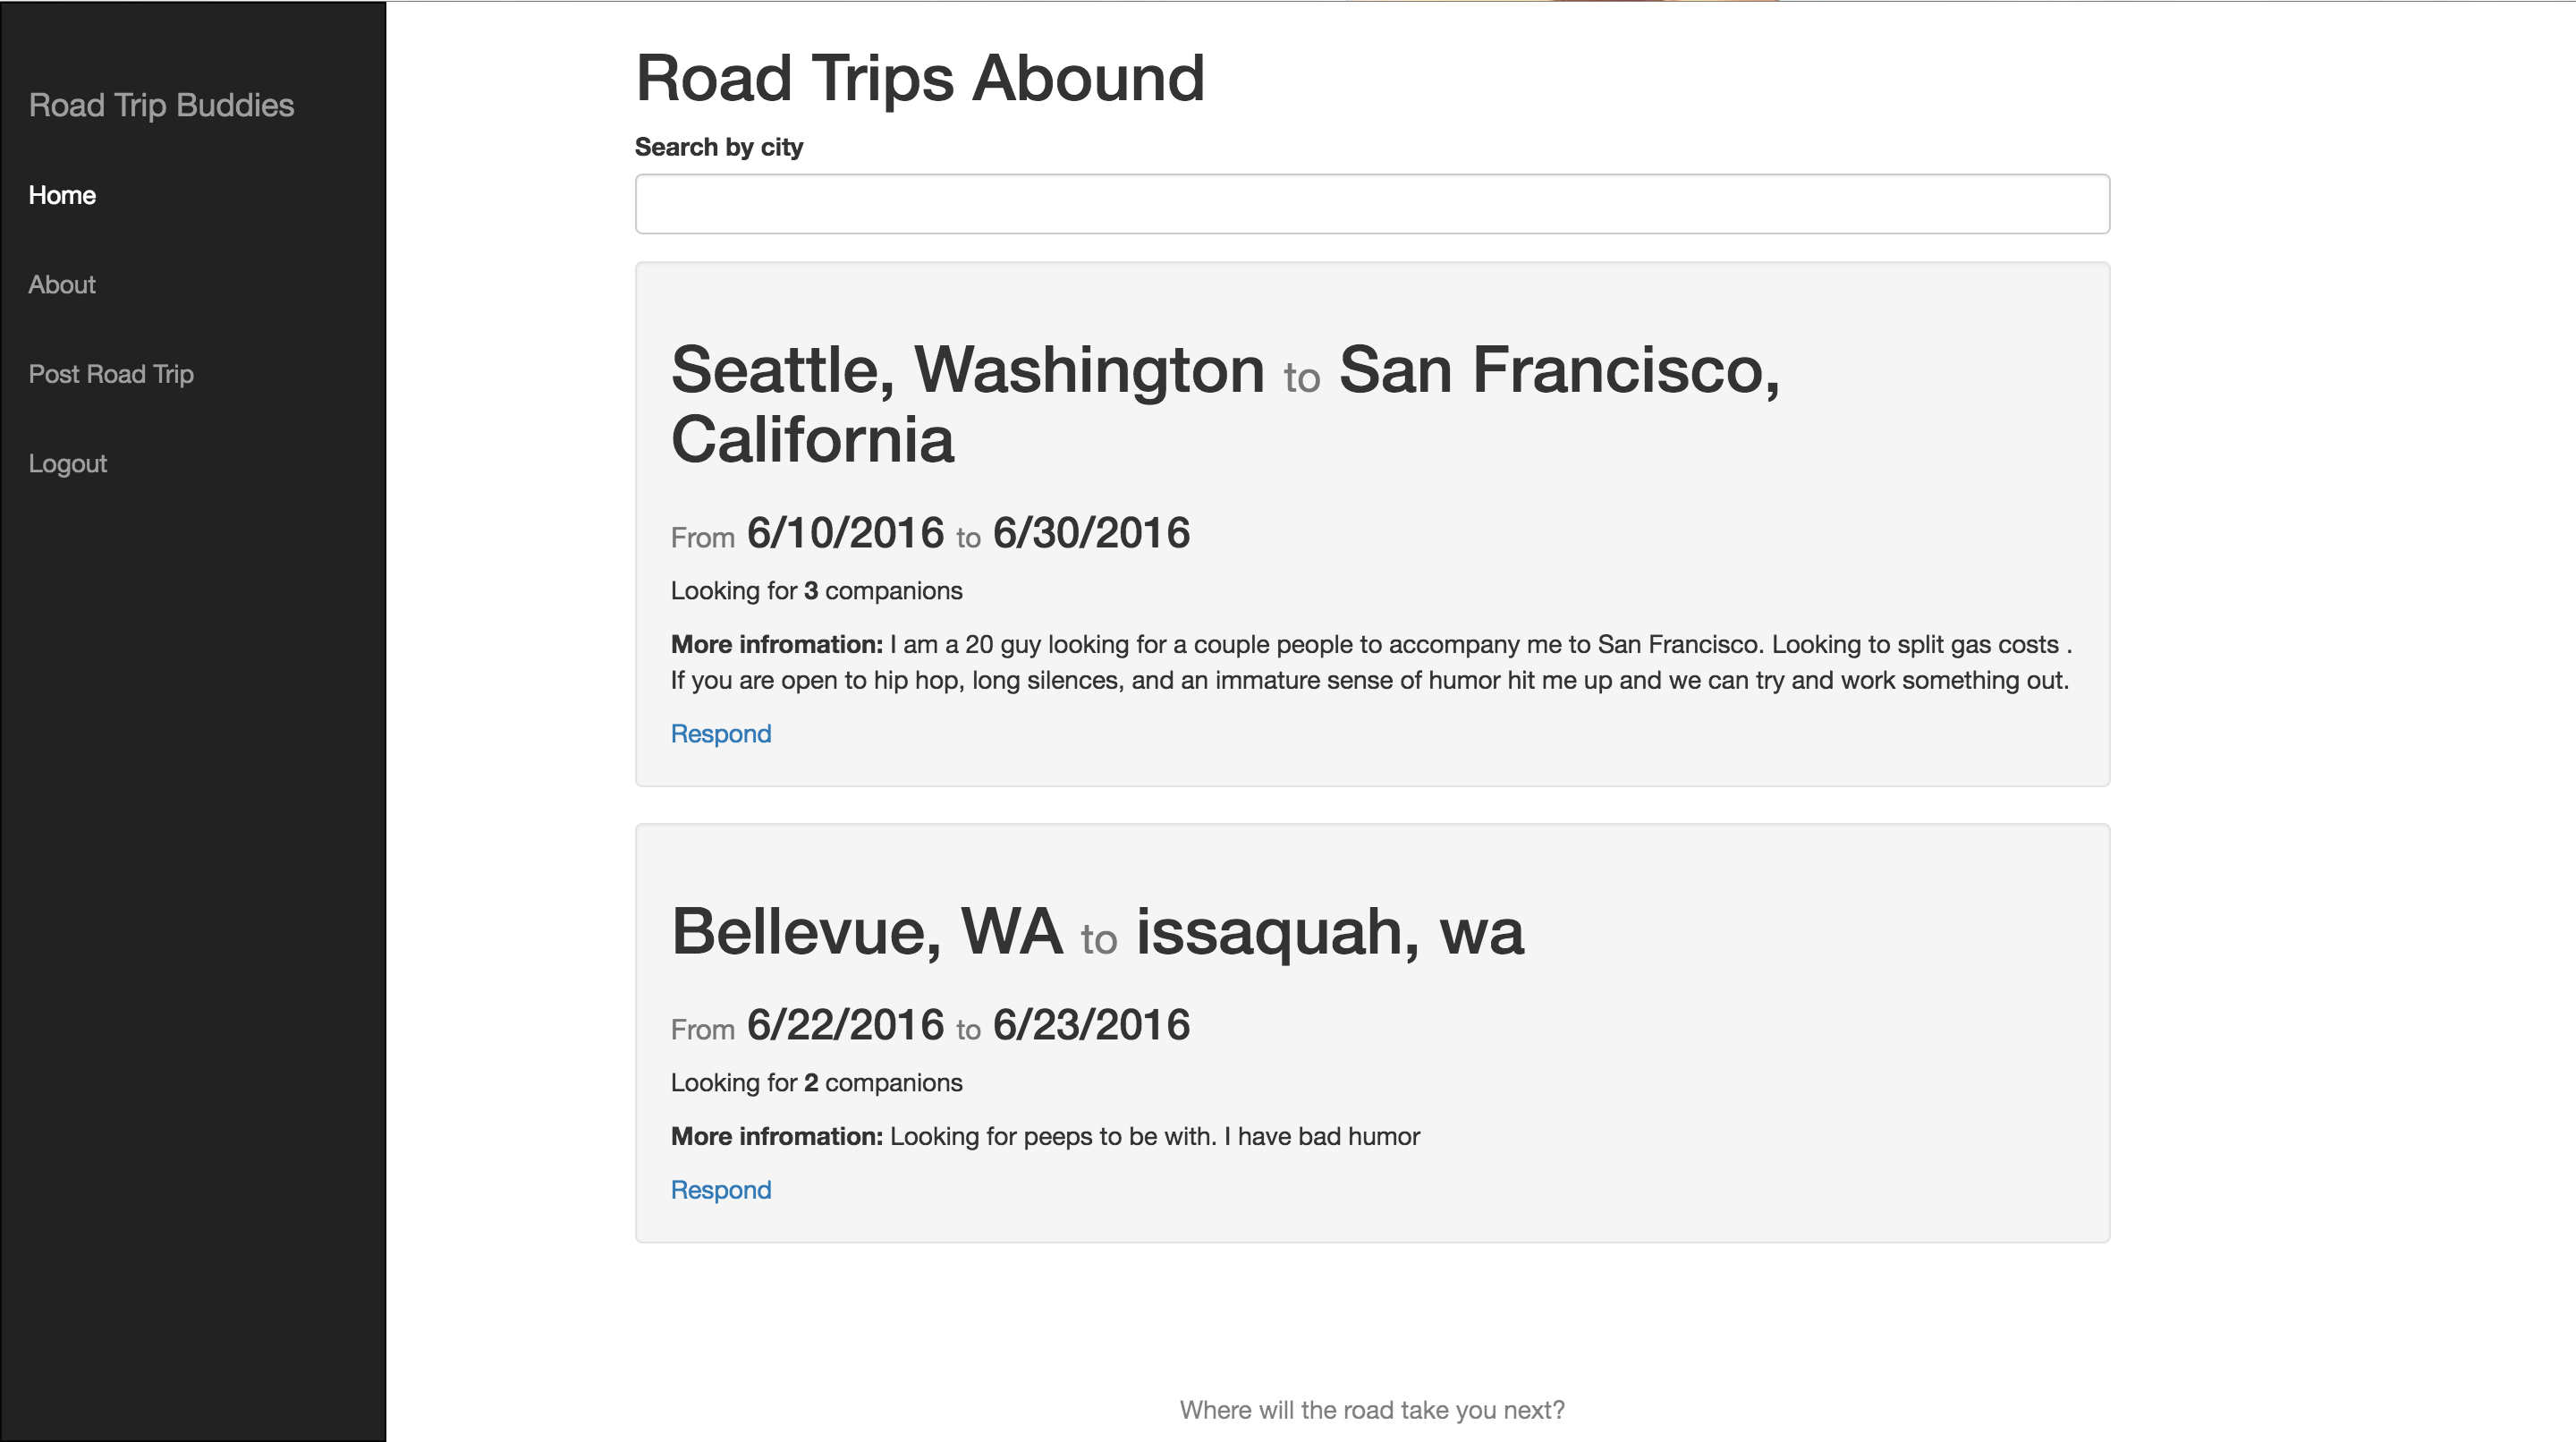 Road Trip Buddies
Home
About
Post Road Trip
Logout
Road Trips Abound
Search by city
Seattle, Washington to San Francisco,
California
From 6/10/2016 to 6/30/2016
Looking for 3 companions
More infromation: I am a 20 guy looking for a couple people to accompany me to San Francisco. Looking to split gas costs .
If you are open to hip hop, long silences, and an immature sense of humor hit me up and we can try and work something out.
Respond
Bellevue, WA to issaquah, wa
From 6/22/2016 to 6/23/2016
Looking for 2 companions
More infromation: Looking for peeps to be with. I have bad humor
Respond
Where will the road take you next?